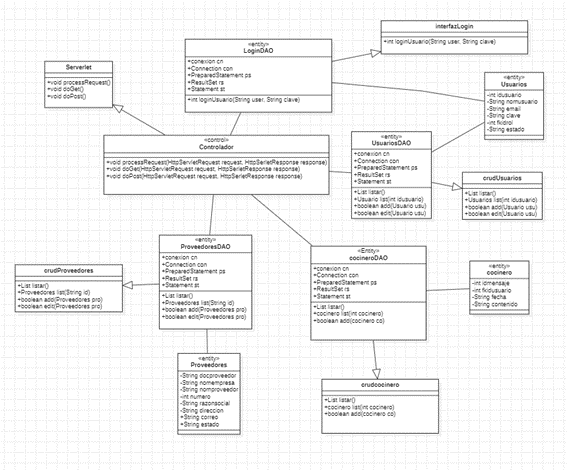 interfazLogin
+int loginUsuario(String user, String clave)
«entity»
LoginDAO
+conexion cn
+Connection con
+PreparedStatement ps
+ResultSet rs
+Statement st
+int loginUsuario(String user, String clave)
Serverlet
+void processRequest()
+void doGet()
+void doPost()
«entity»
Usuarios
-int idusuario
-String nomusuario
-String email
-String clave
-int fkidrol
-String estado
«control»
Controlador
+void processRequest(HttpServletRequest request, HttpSerletResponse response)
+void doGet(HttpServletRequest request, HttpSerletResponse response)
+void doPost(HttpServletRequest request, HttpSerletResponse response)
«entity»
UsuariosDAO
+conexion cn
+Connection con
+PreparedStatement ps
+ResultSet rs
+Statement st
+List listar()
+Usuario list(int idusuario)
+boolean add(Usuario usu)
+boolean edit(Usuario usu)
crudUsuarios
+List listar()
+Usuarios list(int idusuario)
+boolean add(Usuario usu)
+boolean edit(Usuario usu)
«entity»
ProveedoresDAO
+conexion cn
+Connection con
+PreparedStatement ps
+ResultSet rs
+Statement st
+List listar()
+Proveedores list(String id)
+boolean add(Proveedores pro)
+boolean edit(Proveedores pro)
crudProveedores
+List listar()
+Proveedores list(String id)
+boolean add(Proveedores pro)
+boolean edit(Proveedores pro)
«Entity»
cocineroDAO
+conexion cn
+Connection con
+PreparedStatement ps
+ResultSet rs
+Statement st
+List listar()
+cocinero list(int cocinero)
+boolean add(cocinero co)
«entity»
cocinero
-int idmensaje
-int fkidusuario
-String fecha
-String contenido
«entity»
Proveedores
-String docproveedor
-String nomempresa
-String nomproveedor
-int numero
-String razonsocial
-String direccion
+String correo
+String estado
crudcocinero
+List listar()
+cocinero list(int cocinero)
+boolean add(cocinero co)